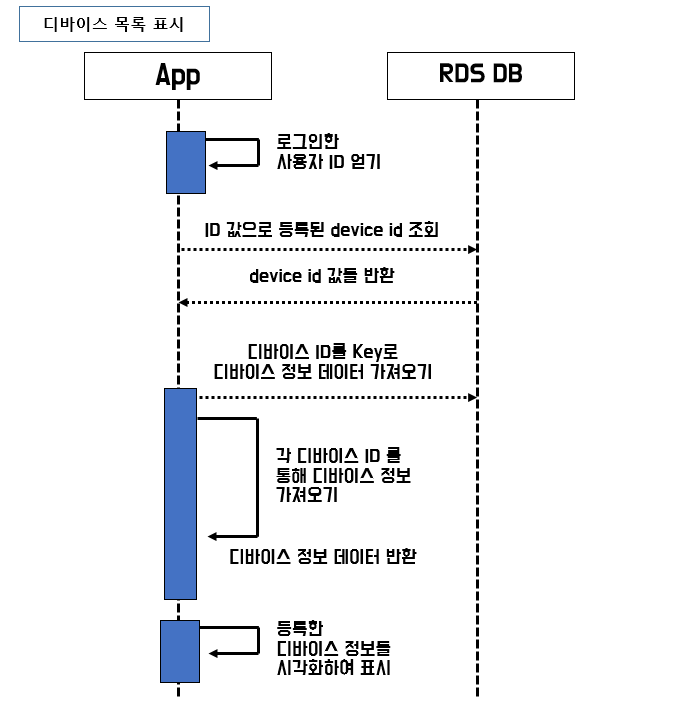 디바이스 목록 표시
App
RDS DB
로그인한
사용자 ID 얻기
ID 값으로 등록된 device id 조회
device id 값들 반환
디바이스 ID를 Key로
디바이스 정보 데이터 가져오기
각 디바이스 ID 를
통해 디바이스 정보
가져오기
디바이스 정보 데이터 반환
등록한
디바이스 정보들
시각화하여 표시